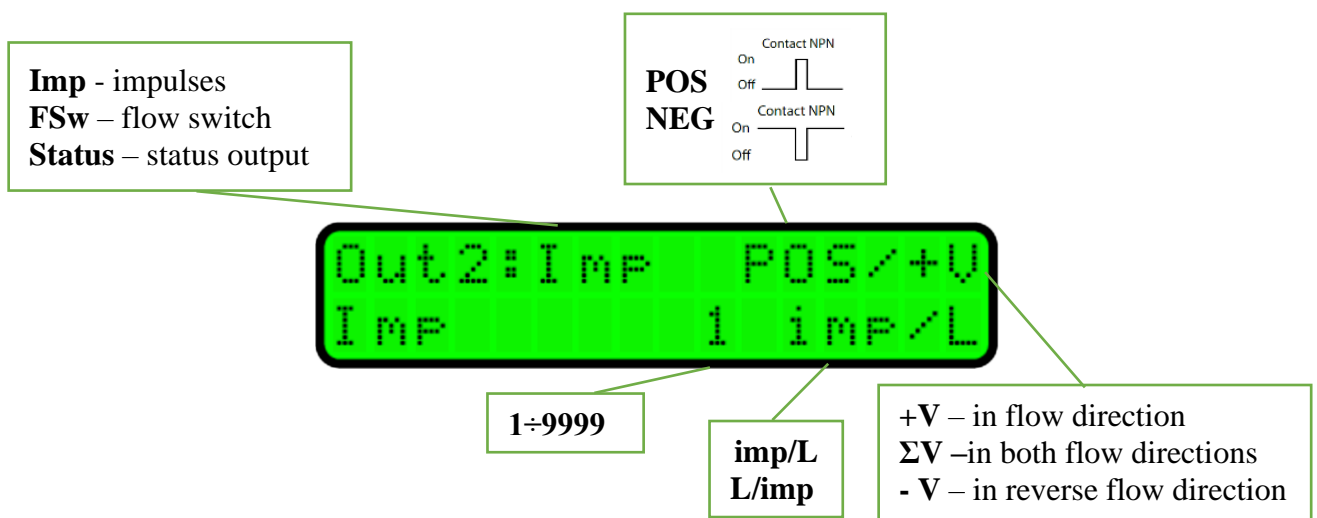 Imp - impulses
FSw – flow switch
Status – status output
POS
NEG
Contact NPN
On
Off
Contact NPN
On
Off
Out2:Imp POS/+V
Imp 1 imp/L
1÷9999
imp/L
L/imp
+V – in flow direction
ΣV –in both flow directions
- V – in reverse flow direction